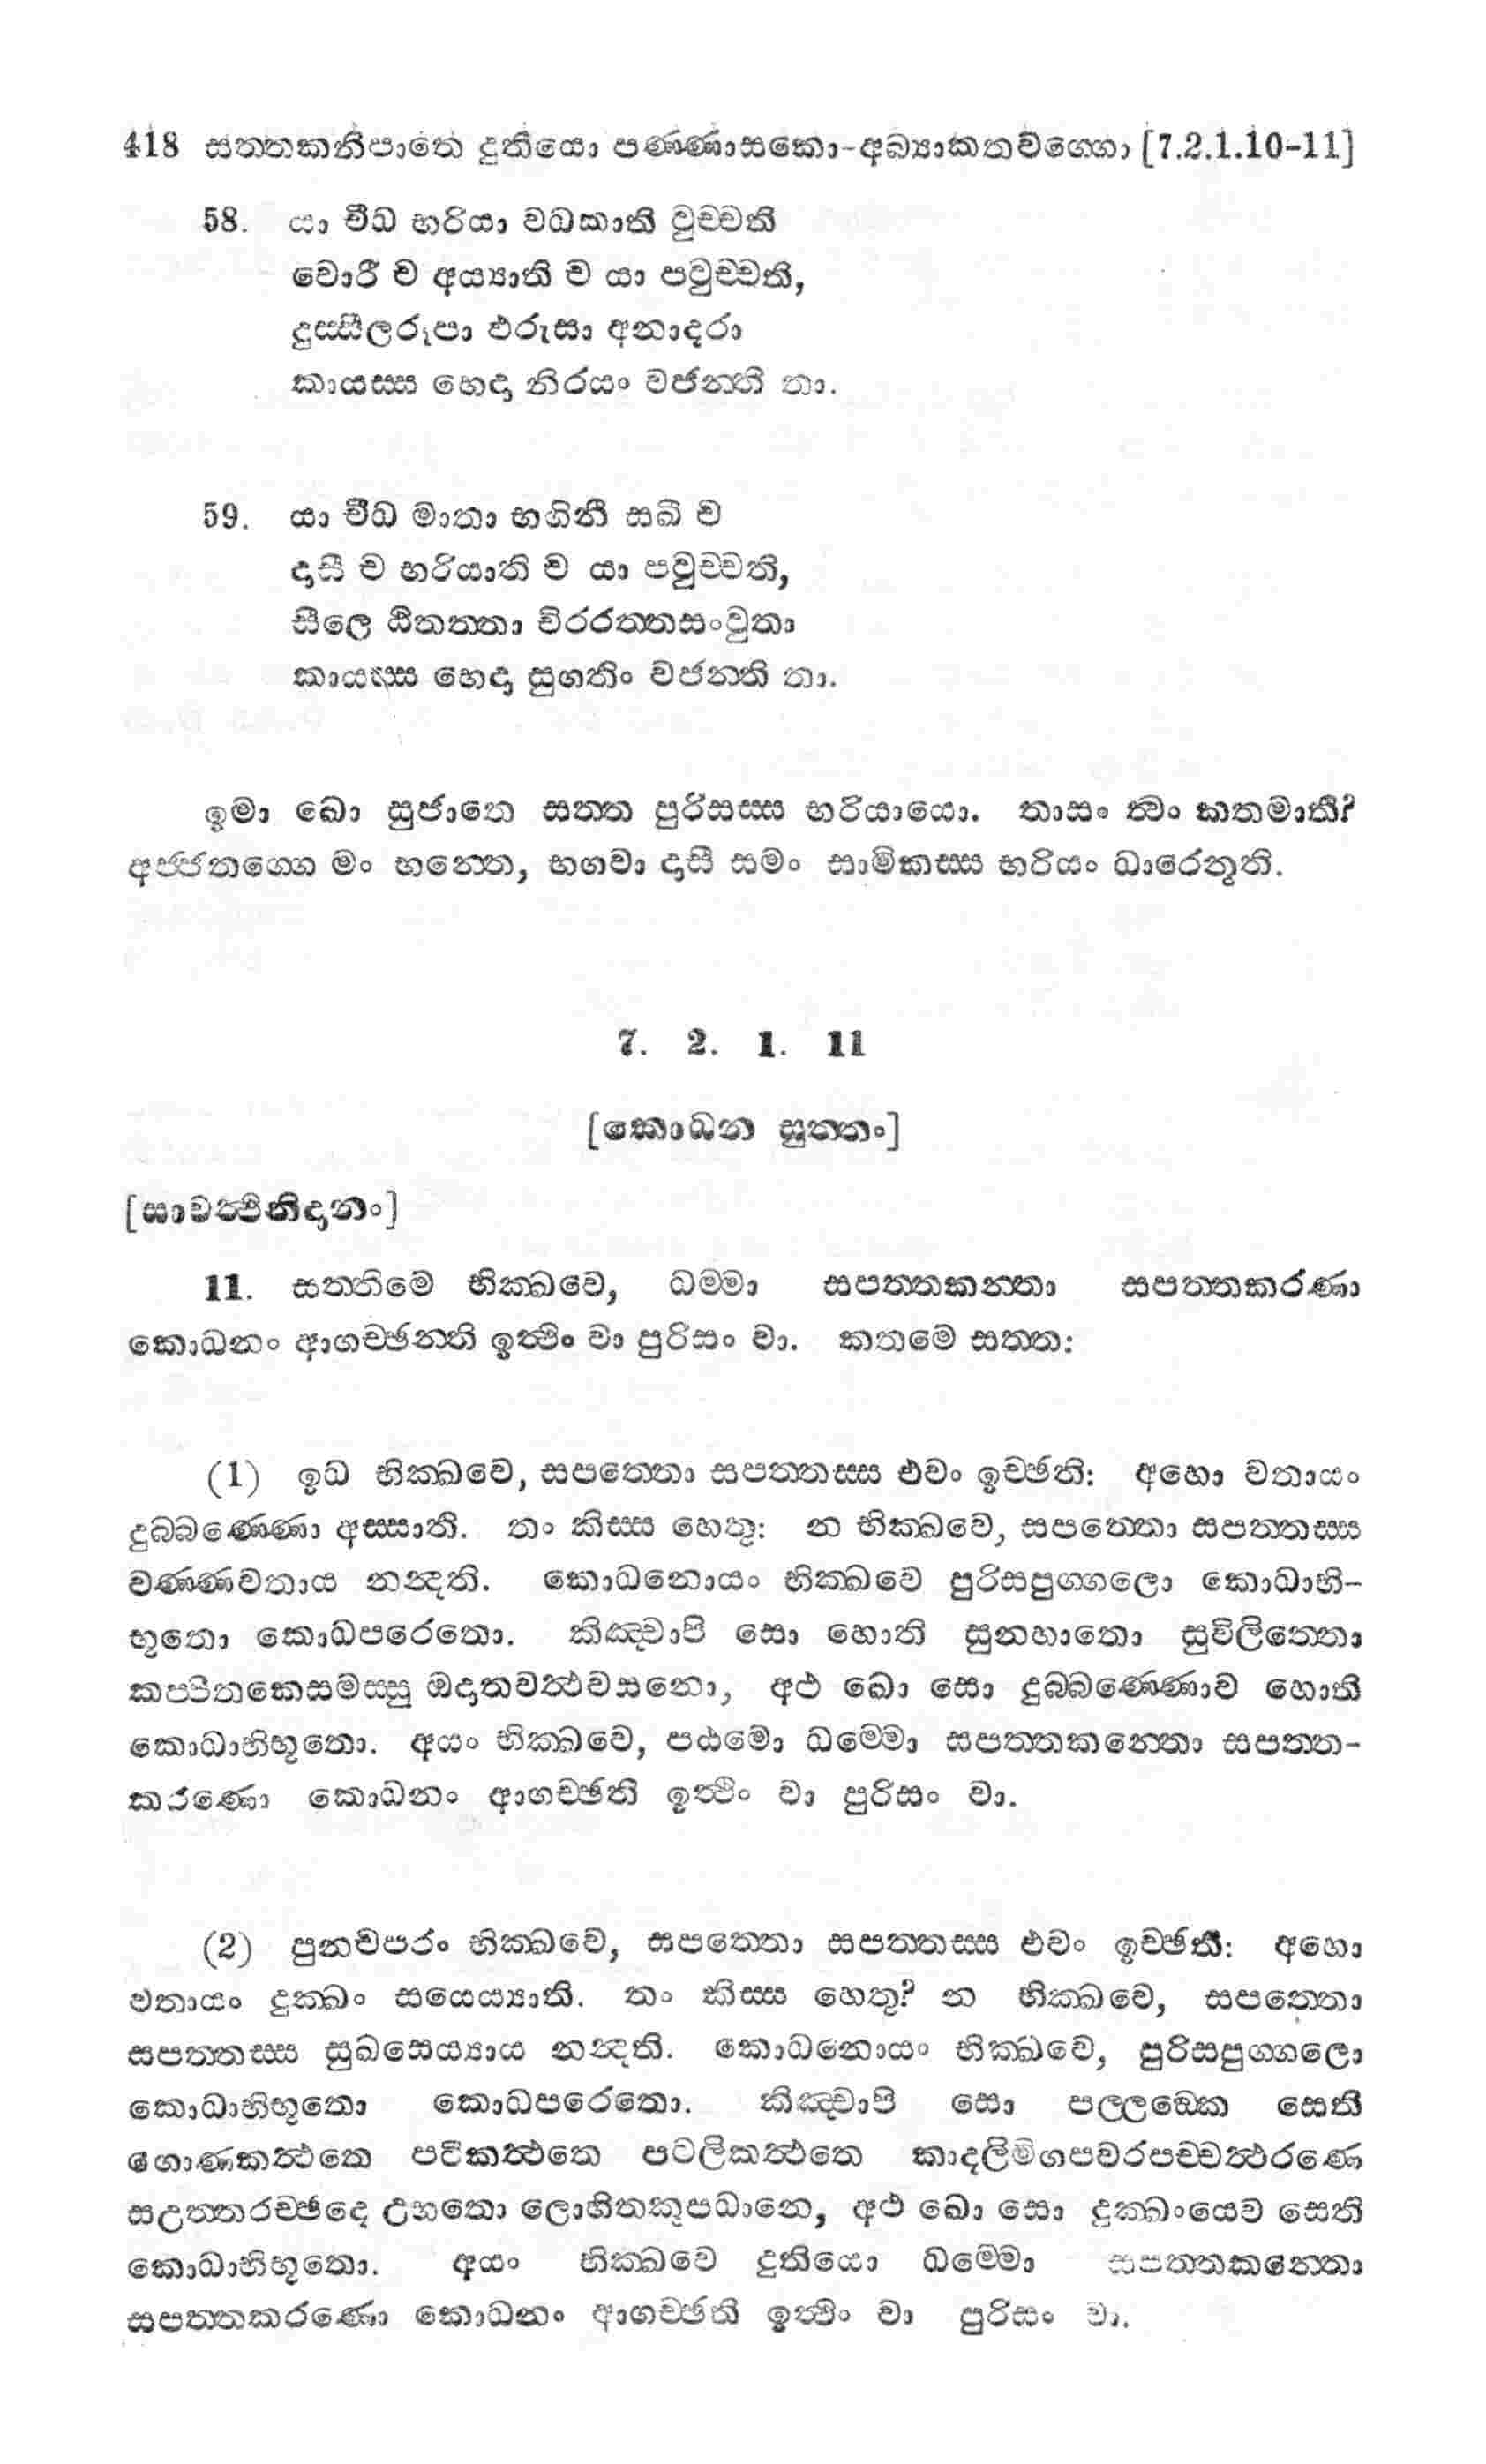 418 සත්තකනිපාතෙ දුතියො පණ්ණාසකො-අබ්‍යාකතවග්ගො [7.2.1.10-11]
58. යා චීධ භරියා වධකාති වුච්චති
චොරී ච අය්‍යාති ච යා පවුච්චති,
දුස්සීලරූපා ඵරුසා අනාදරා
කායස්ස භෙදා නිරයං වජන්ති තා.
59. යා චීධ මාතා භගිනී සඛී ච
දාසී ච භරියාති ච යා පවුච්චති,
සීලෙ ඨිතත්තා චිරරත්තසංවුතා
කායස්ස භෙදා සුගතිං වජන්ති තා.
ඉමා ඛො සුජාතෙ සත්ත පුරිසස්ස භරියායො. තාසං ත්වං කතමාති?
අජ්ජතග්ගෙ මං භන්තෙ, භගවා දාසී සමං සාමිකස්ස භරියං ධාරෙතූති.
7. 2. 1. 11
[කොධන සුත්තං]
[සාවත්ථිනිදානං]
11. සත්තිමෙ භික්ඛවෙ, ධම්මා සපත්තකන්තා සපත්තකරණා
කොධනං ආගච්ඡන්ති ඉත්ථිං වා පුරිසං වා. කතමෙ සත්ත:
(1) ඉධ භික්ඛවෙ, සපත්තො සපත්තස්ස එවං ඉච්ඡති: අහො වතායං
දුබ්බණ්ණො අස්සාති. තං කිස්ස හෙතු: න භික්ඛවෙ, සපත්තො සපත්තස්ස
වණ්ණවතාය නන්දති. කොධනොයං භික්ඛවෙ පුරිසපුග්ගලො කොධාභි-
භූතො කොධපරෙතො. කිඤ්චාපි සො හොති සුනහාතො සුවිලිත්තො
කප්පිතකෙසමස්සු ඔදාතවත්ථවසනො, අථ ඛො සො දුබ්බණ්ණොව හොති
කොධාභිභූතො. අයං භික්ඛවෙ, පඨමො ධම්මො සපත්තකන්තො සපත්ත-
කරණො කොධනං ආගච්ඡති ඉත්ථිං වා පුරිසං වා.
(2) පුනචපරං භික්ඛවෙ, සපත්තො සපත්තස්ස එවං ඉච්ඡති: අහො
වතායං දුක්ඛං සයෙය්‍යාති. තං කිස්ස හෙතු? න භික්ඛවෙ, සපත්තො
සපත්තස්ස සුඛසෙය්‍යාය නන්දති. කොධනොයං භික්ඛවෙ, පුරිසපුග්ගලො
කොධාභිභූතො කොධපරෙතො. කිඤ්චාපි සො පල්ලඞ්කෙ සෙති
ගොණකත්ථතෙ පටිකත්ථතෙ පටලිකත්ථතෙ කාදලිමිගපවරපච්චත්ථරණෙ
සඋත්තරච්ඡදෙ උභතො ලොහිතකූපධානෙ, අථ ඛො සො දුක්ඛංයෙව සෙති
කොධාභිභූතො. අයං භික්ඛවෙ දුතියො ධම්මො සපත්තකන්තො
සපත්තකරණො කොධනං ආගච්ඡති ඉත්ථිං වා පුරිසං වා.